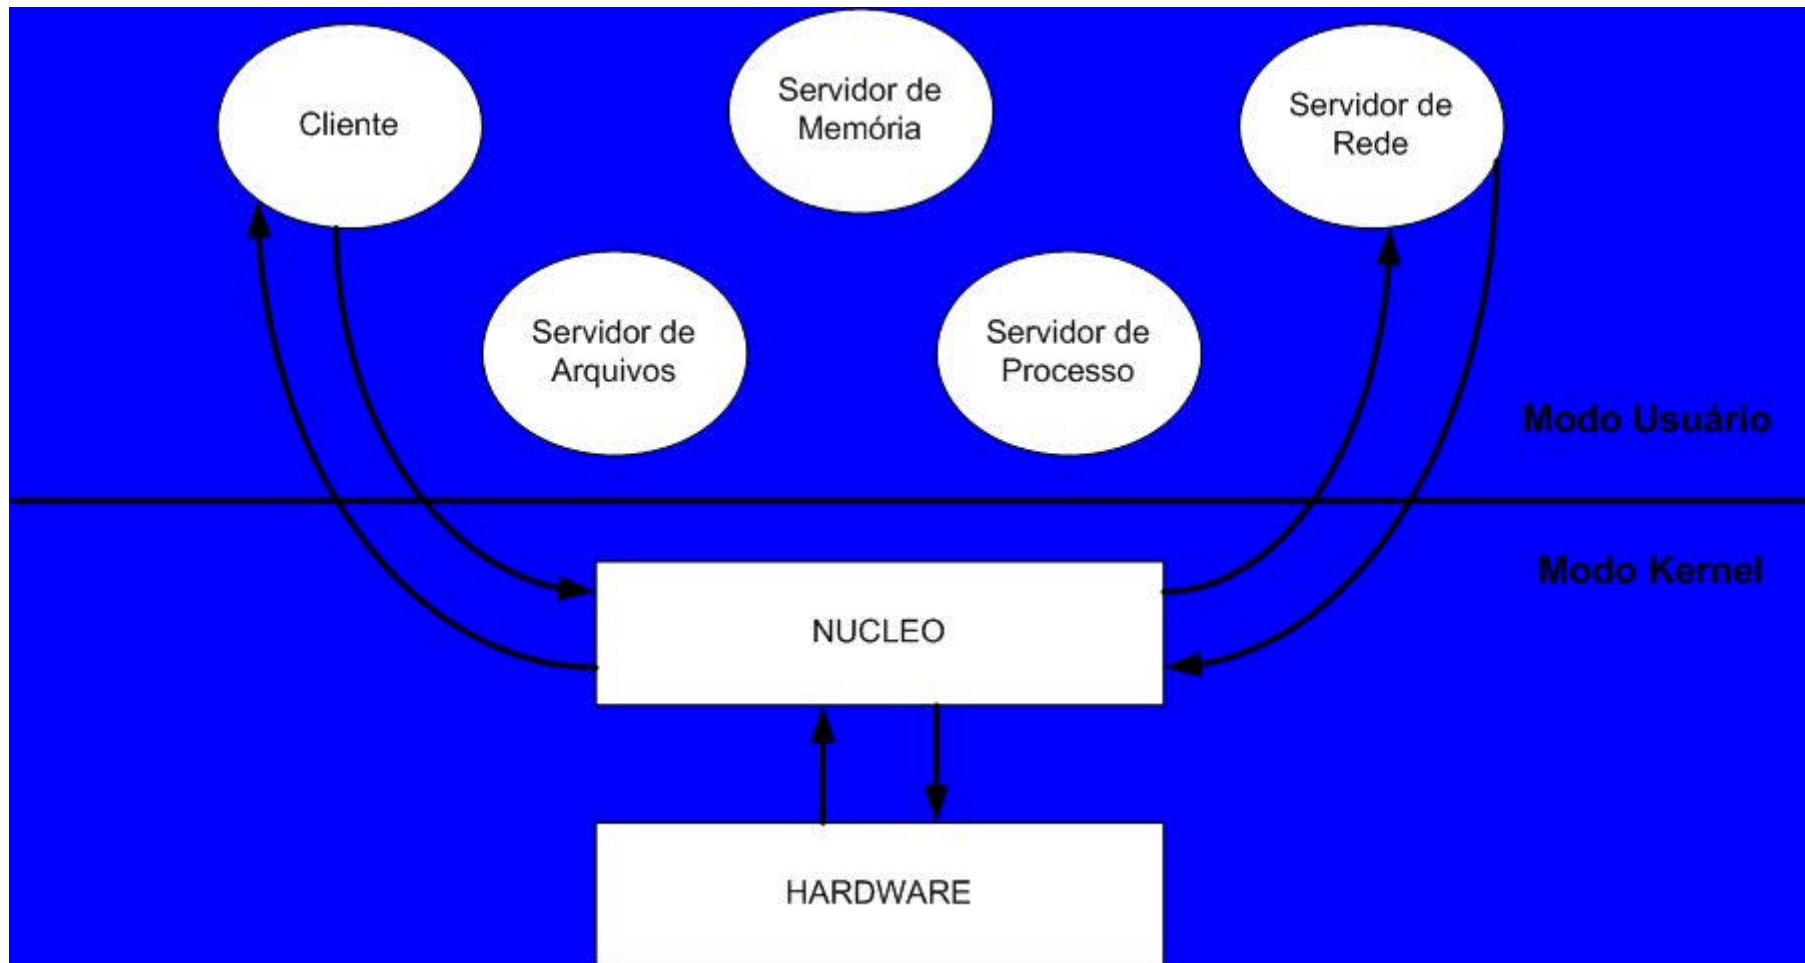 Cliente
Servidor de
Memória
Servidor de
Rede
Servidor de
Arquivos
Servidor de
Processo
Modo Usuário
Modo Kernel
NUCLEO
HARDWARE